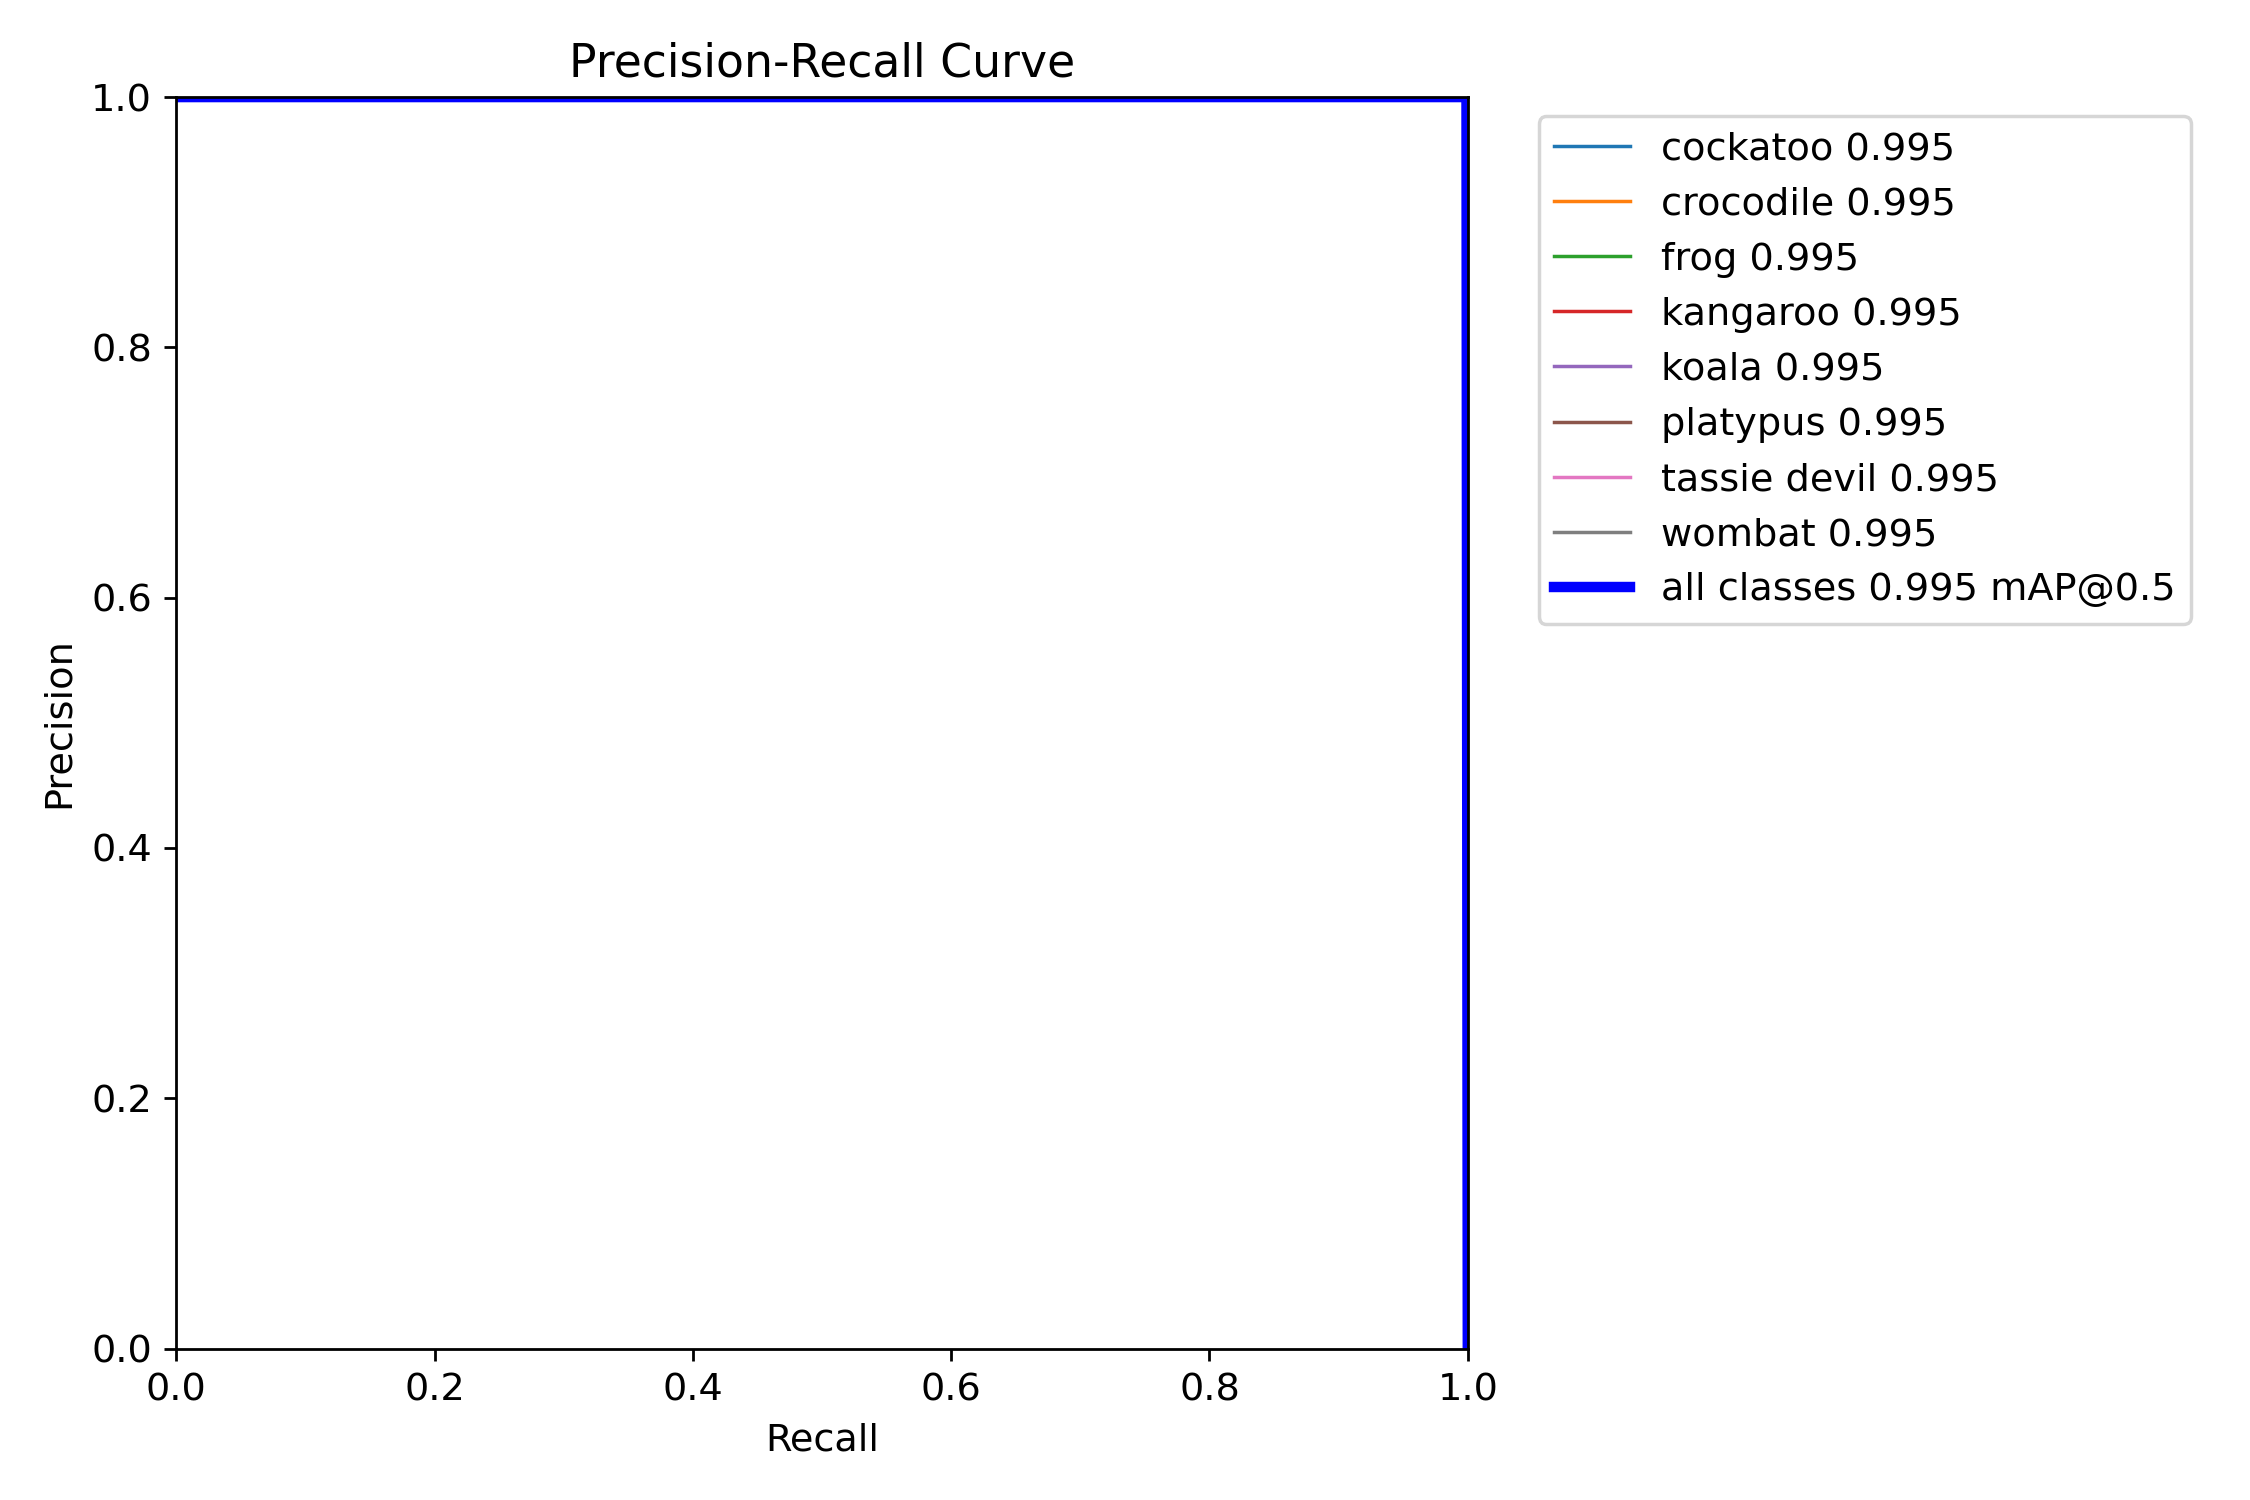 Precision-Recall Curve
1.0
0.8
0.6
0.4
0.2
0.0
Precision
0.0 0.2 0.4 0.6 0.8 1.0
Recall
cockatoo 0.995
crocodile 0.995
frog 0.995
kangaroo 0.995
koala 0.995
platypus 0.995
tassie devil 0.995
wombat 0.995
all classes 0.995 mAP@0.5